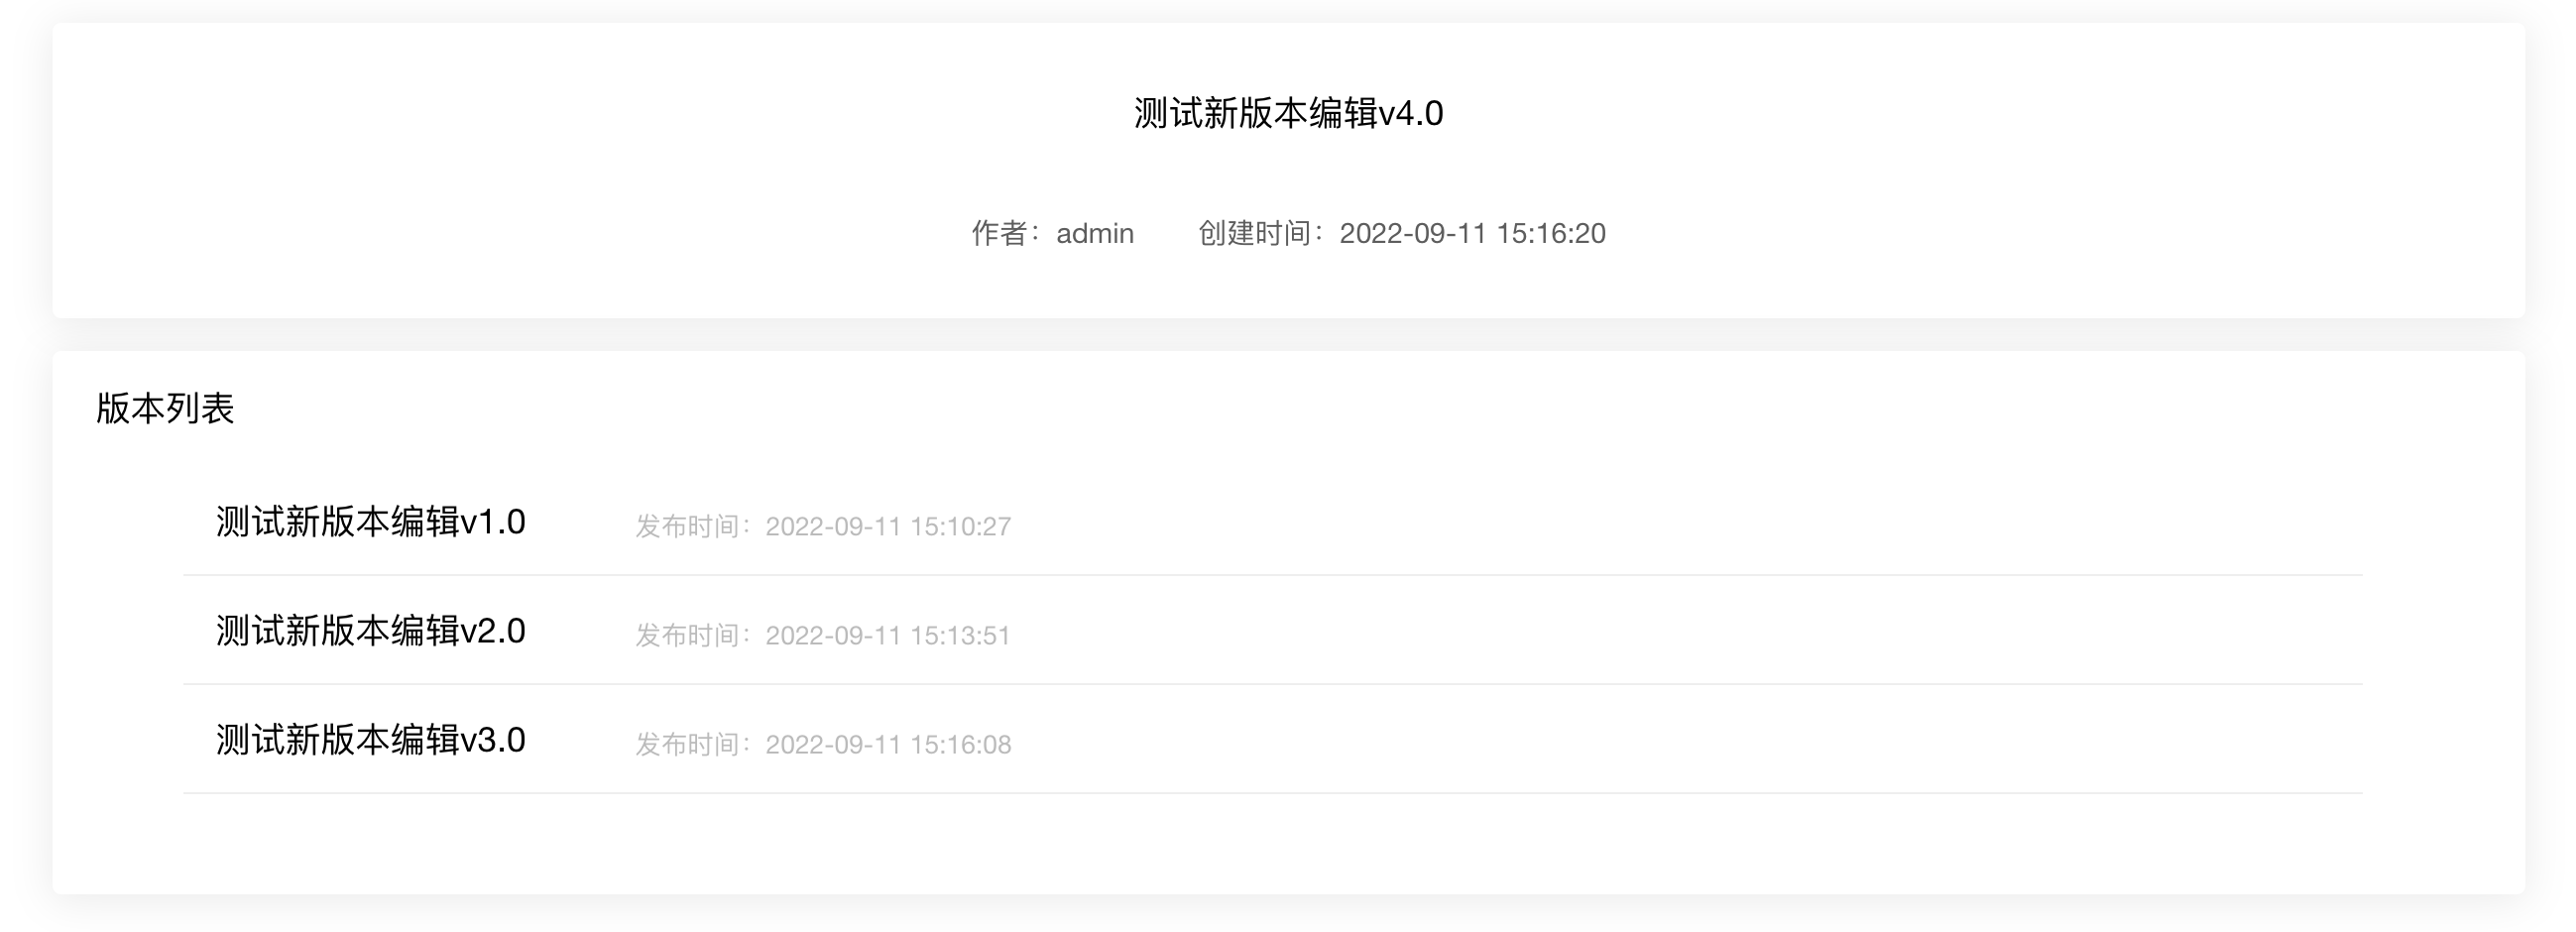 测试新版本编辑v4.0
作者：admin 创建时间：2022-09-11 15:16:20
版本列表
测试新版本编辑v1.0 发布时间：2022-09-11 15:10:27
测试新版本编辑v2.0 发布时间：2022-09-11 15:13:51
测试新版本编辑v3.0 发布时间：2022-09-11 15:16:08